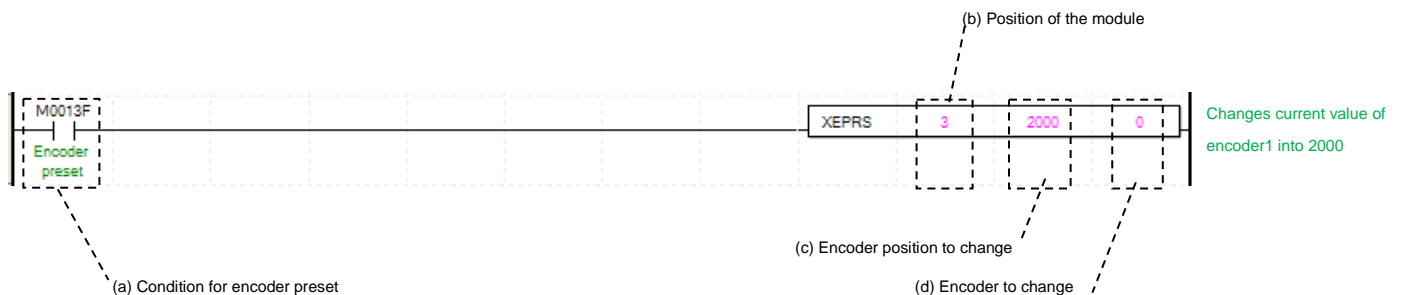 (b) Position of the module
M0013F
XEPRS 3 2000 0
Changes current value of
encoder1 into 2000
Encoder
preset
(c) Encoder position to change
(a) Condition for encoder preset
(d) Encoder to change